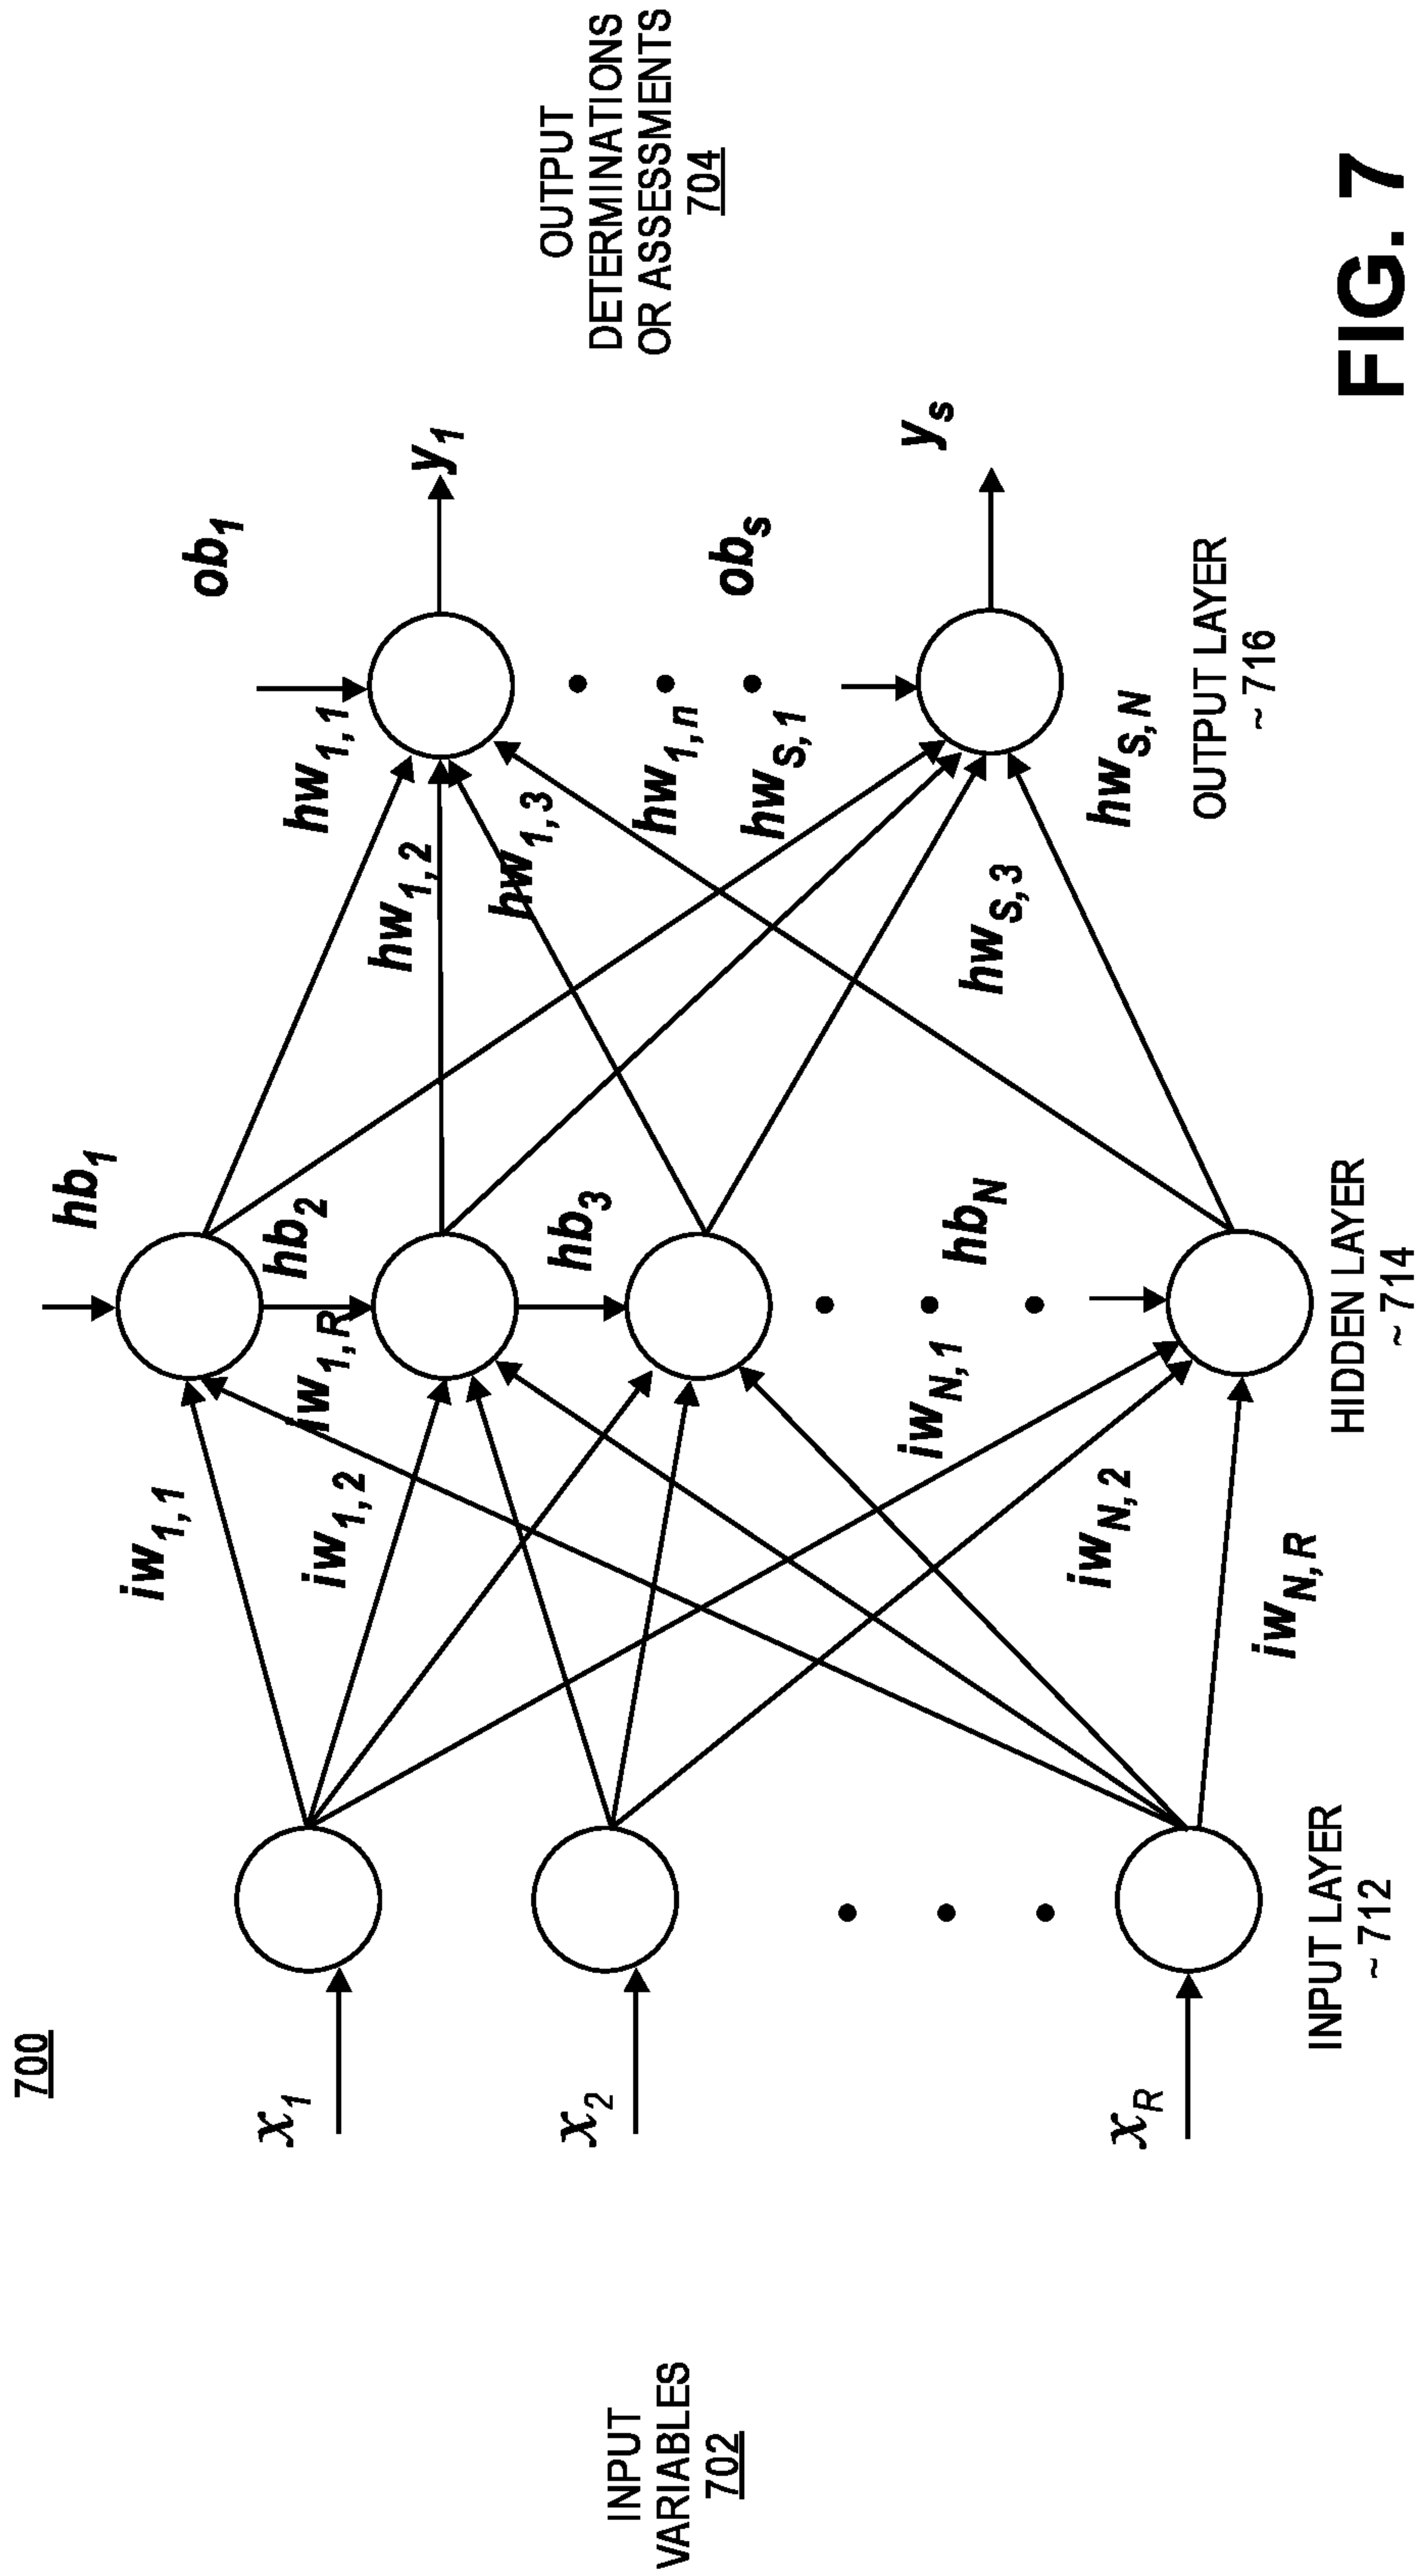 700
INPUT
VARIABLES
702
x1
x2
xR
INPUT LAYER
~ 712
iw1,1
iw1,2
iw1,R
iwN,1
iwN,2
iwN,R
hb1
hb2
hb3
hbN
HIDDEN LAYER
~ 714
hw1,1
hw1,2
hw1,3
hw1,n
hws,1
hws,3
hws,N
ob1
obs
OUTPUT LAYER
~ 716
y1
ys
OUTPUT
DETERMINATIONS
OR ASSESSMENTS
704
FIG. 7